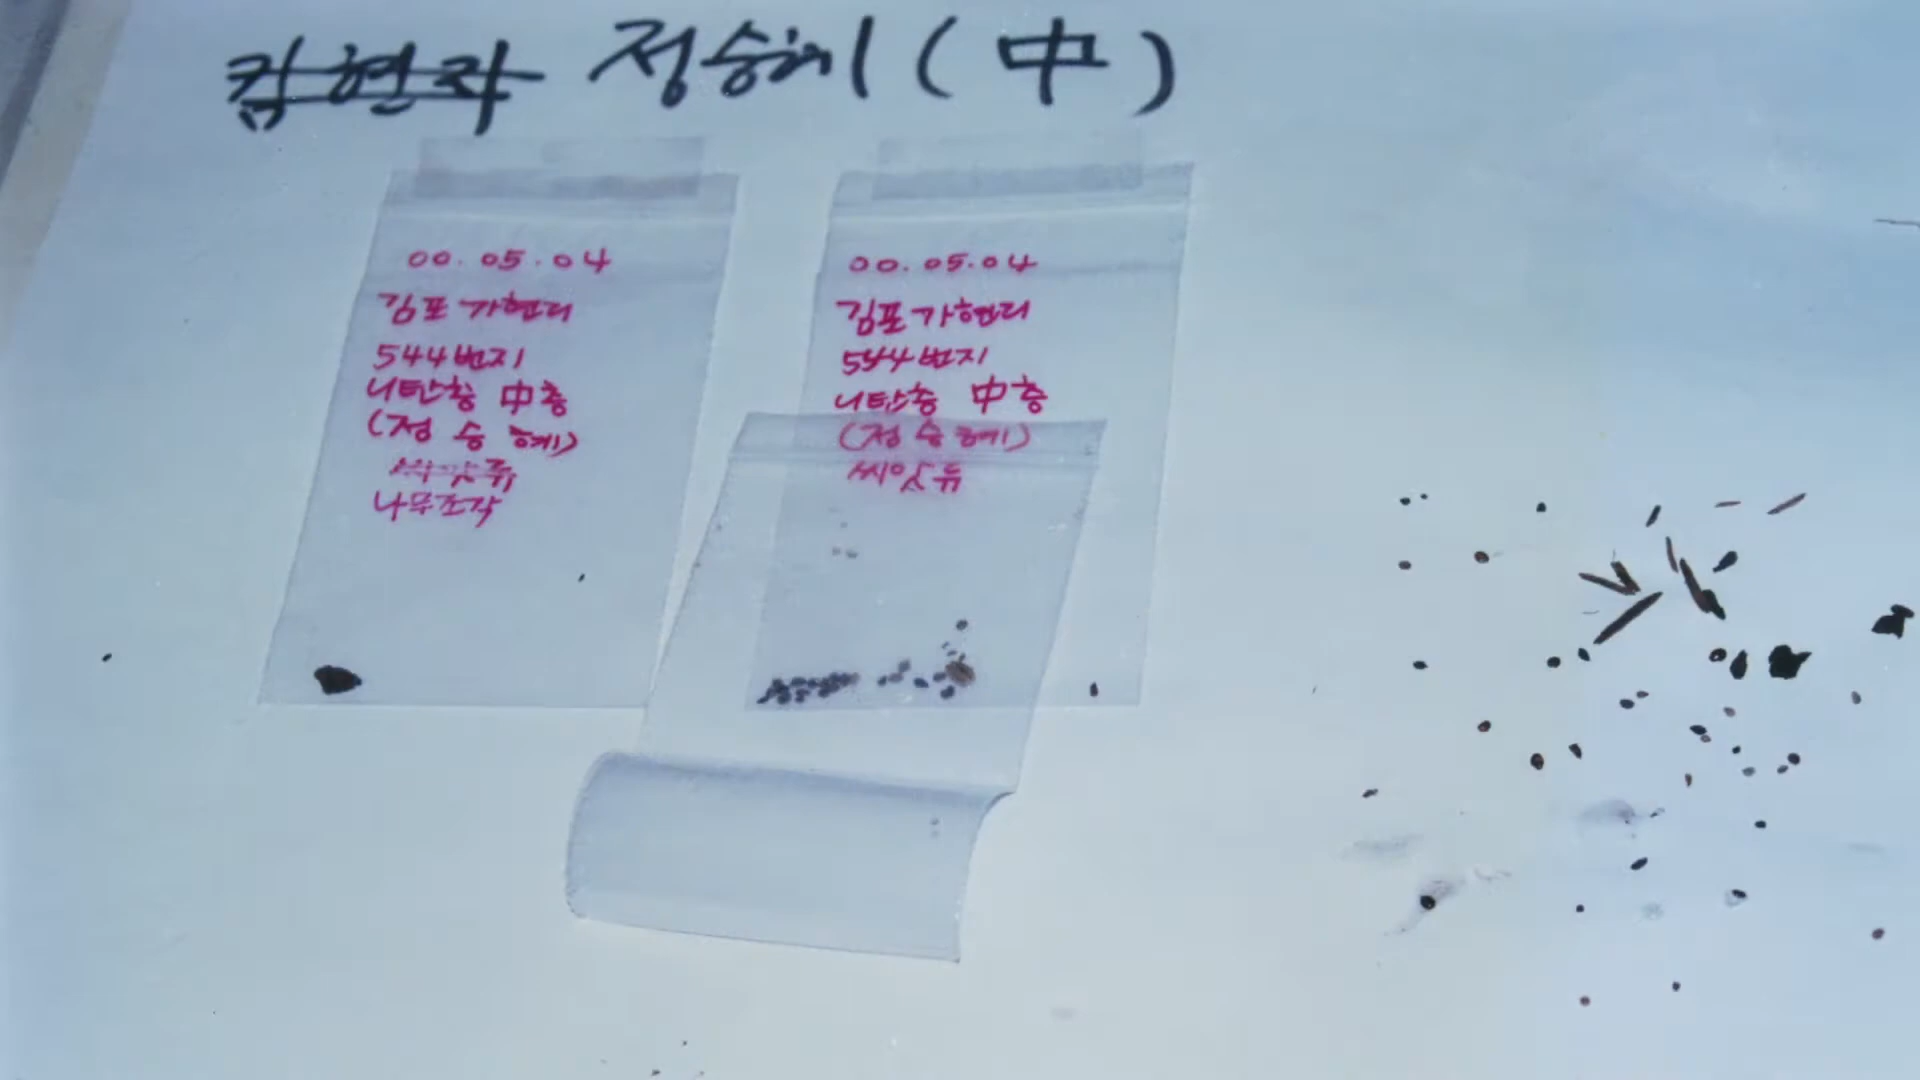 김현자 정승혜(中)
00.05.04
김포 가현리
544번지
니탄층 中층
(정승혜)
씨앗류
나무조각
00.05.04
김포 가현리
544번지
니탄층 中층
(정승혜)
씨앗류